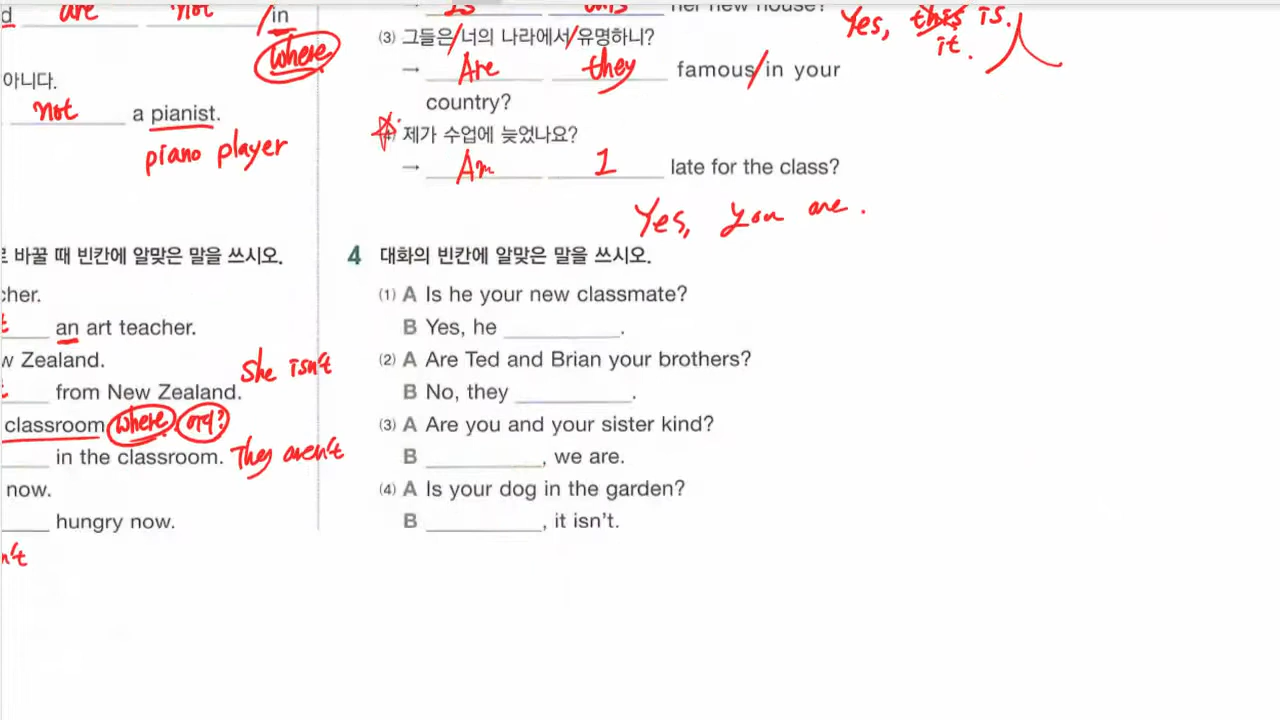 are not / in
where
아니다.
not a pianist.
piano player
바꿀 때 빈칸에 알맞은 말을 쓰시오.
an art teacher.
Zealand.
She isn't
from New Zealand.
classroom where 어디?
in the classroom. They aren't
now.
hungry now.
her new house?
Yes, this is.
it.
(3) 그들은/너의 나라에서/유명하니?
→ Are they famous/in your
country?
☆ 제가 수업에 늦었나요?
→ Am I late for the class?
Yes, you are.
4 대화의 빈칸에 알맞은 말을 쓰시오.
(1) A Is he your new classmate?
B Yes, he ________.
(2) A Are Ted and Brian your brothers?
B No, they ________.
(3) A Are you and your sister kind?
B ________, we are.
(4) A Is your dog in the garden?
B ________, it isn't.